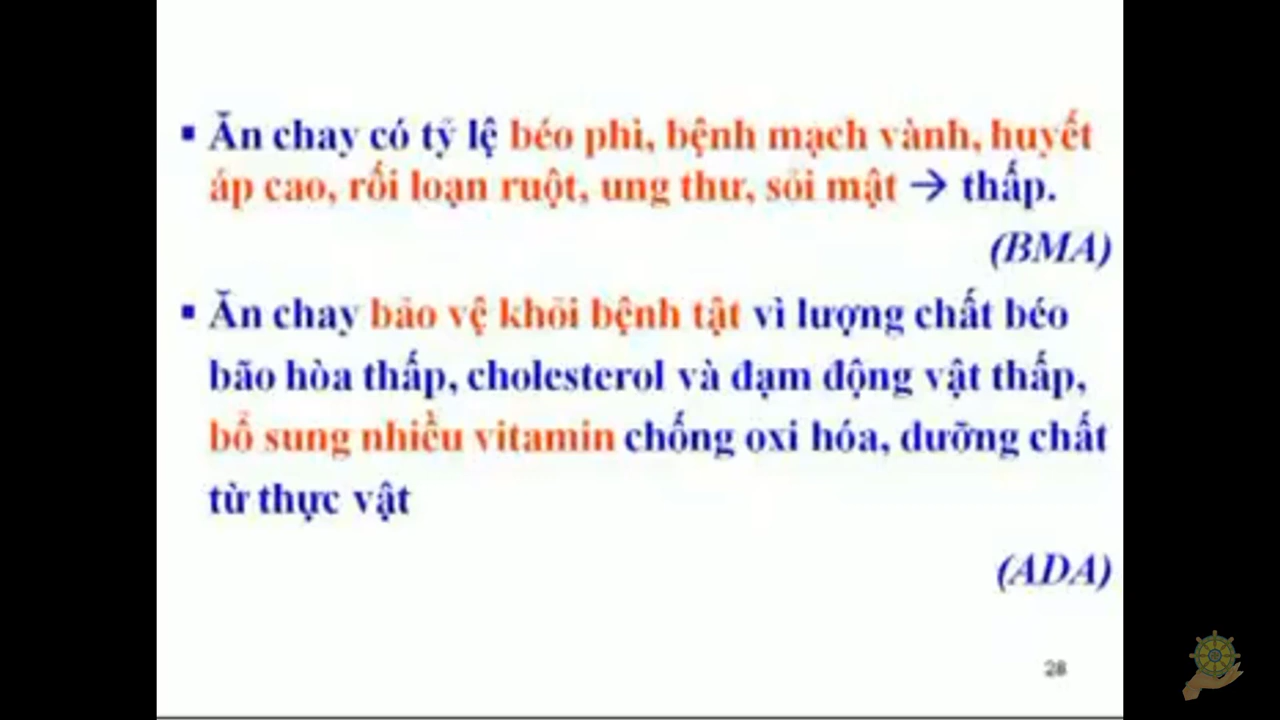 ▪ Ăn chay có tỷ lệ béo phì, bệnh mạch vành, huyết
áp cao, rối loạn ruột, ung thư, sỏi mật → thấp.
(BMA)
▪ Ăn chay bảo vệ khỏi bệnh tật vì lượng chất béo
bão hòa thấp, cholesterol và đạm động vật thấp,
bổ sung nhiều vitamin chống oxi hóa, dưỡng chất
từ thực vật
(ADA)
28